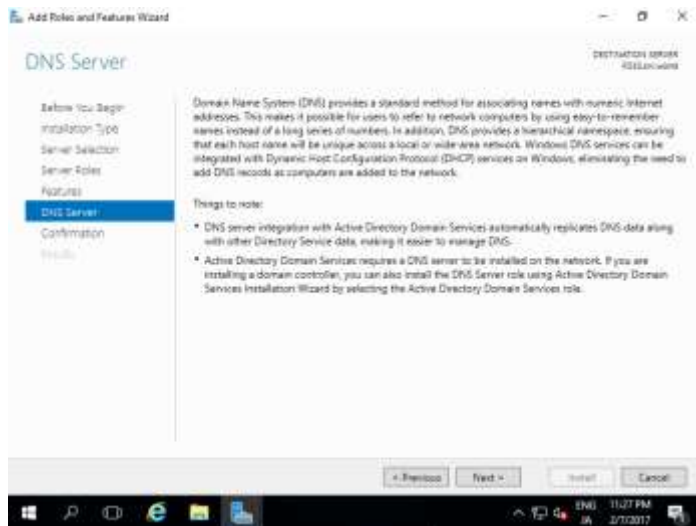 Add Roles and Features Wizard
DNS Server
DESTINATION SERVER
Before You Begin
Installation Type
Server Selection
Server Roles
Features
DNS Server
Confirmation
Results
Domain Name System (DNS) provides a standard method for associating names with numeric Internet
addresses. This makes it possible for users to refer to network computers by using easy-to-remember
names instead of a long series of numbers. In addition, DNS provides a hierarchical namespace, ensuring
that each host name will be unique across a local or wide-area network. Windows DNS services can be
integrated with Dynamic Host Configuration Protocol (DHCP) services on Windows, eliminating the need to
add DNS records as computers are added to the network.
Things to note:
• DNS server integration with Active Directory Domain Services automatically replicates DNS data along
with other Directory Service data, making it easier to manage DNS.
• Active Directory Domain Services requires a DNS server to be installed on the network. If you are
installing a domain controller, you can also install the DNS Server role using Active Directory Domain
Services Installation Wizard by selecting the Active Directory Domain Services role.
< Previous
Next >
Install
Cancel
ENG
11:27 PM
JA
2/7/2017